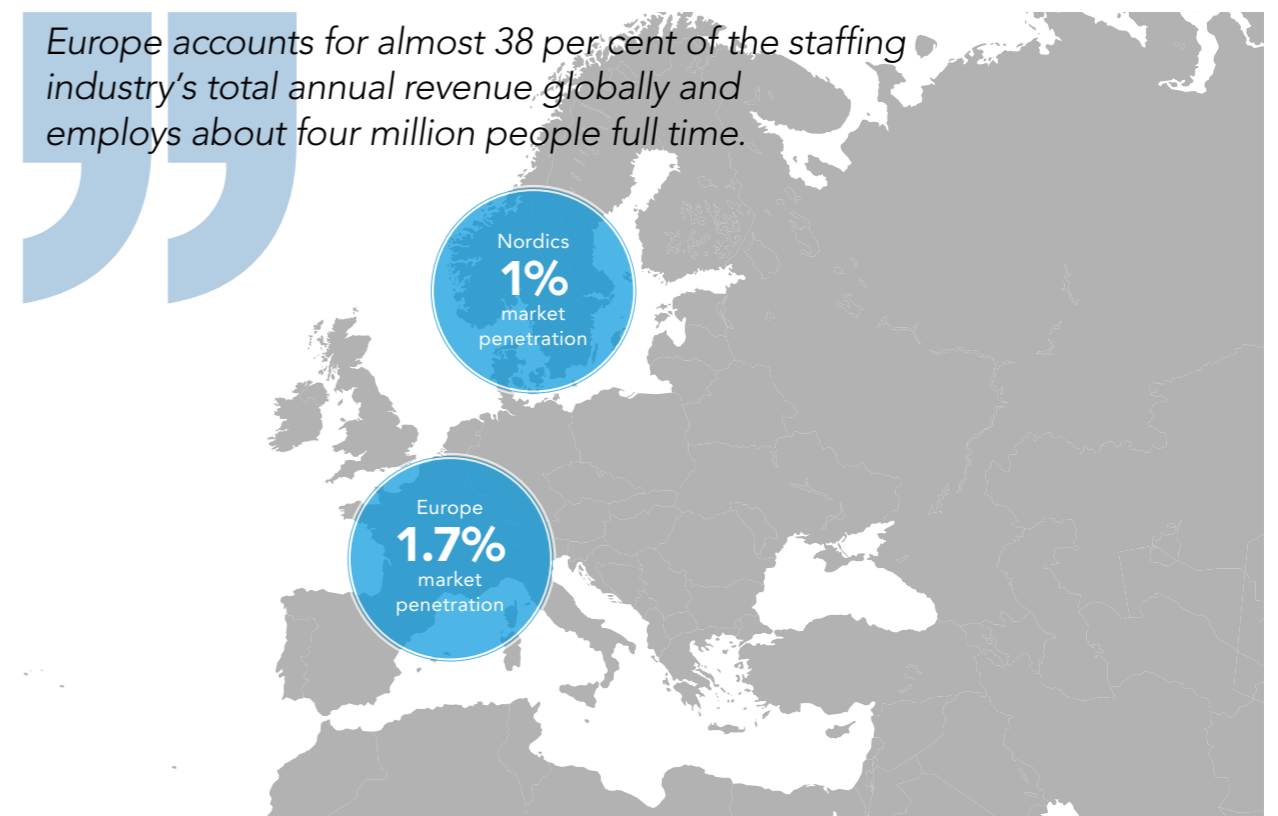 Europe accounts for almost 38 per cent of the staffing
industry's total annual revenue globally and
employs about four million people full time.
Nordics
1%
market
penetration
Europe
1.7%
market
penetration